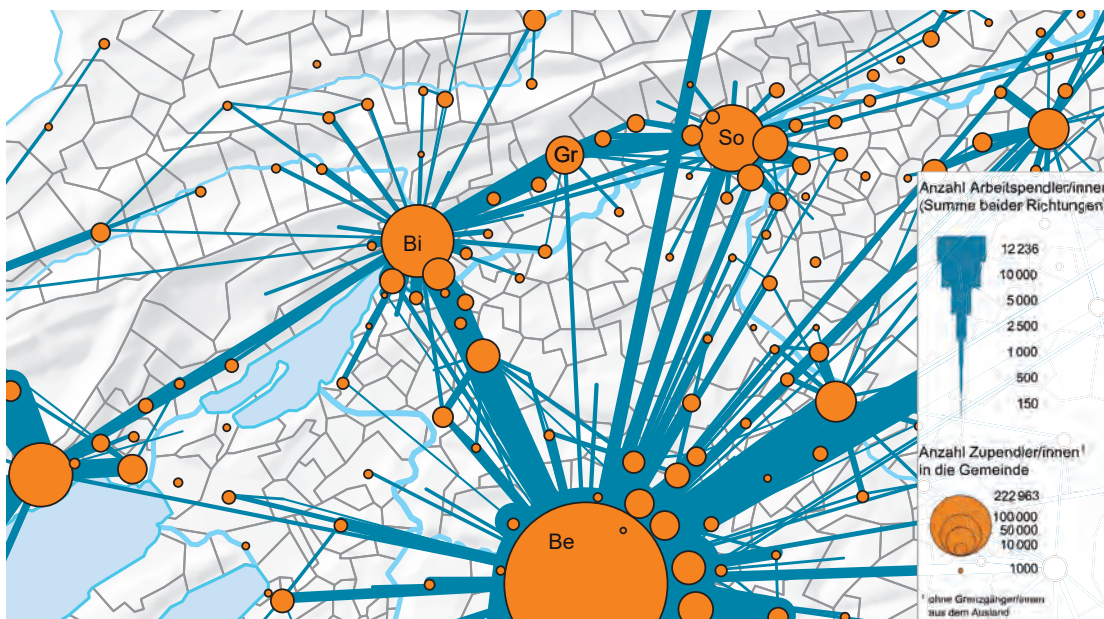 So
Gr
Bi
Be
Anzahl Arbeitspendler/innen
(Summe beider Richtungen)
12 236
10 000
5 000
2 500
1 000
500
150
Anzahl Zupendler/innen¹
in die Gemeinde
222 963
100 000
50 000
10 000
1000
¹ ohne Grenzgänger/innen
aus dem Ausland